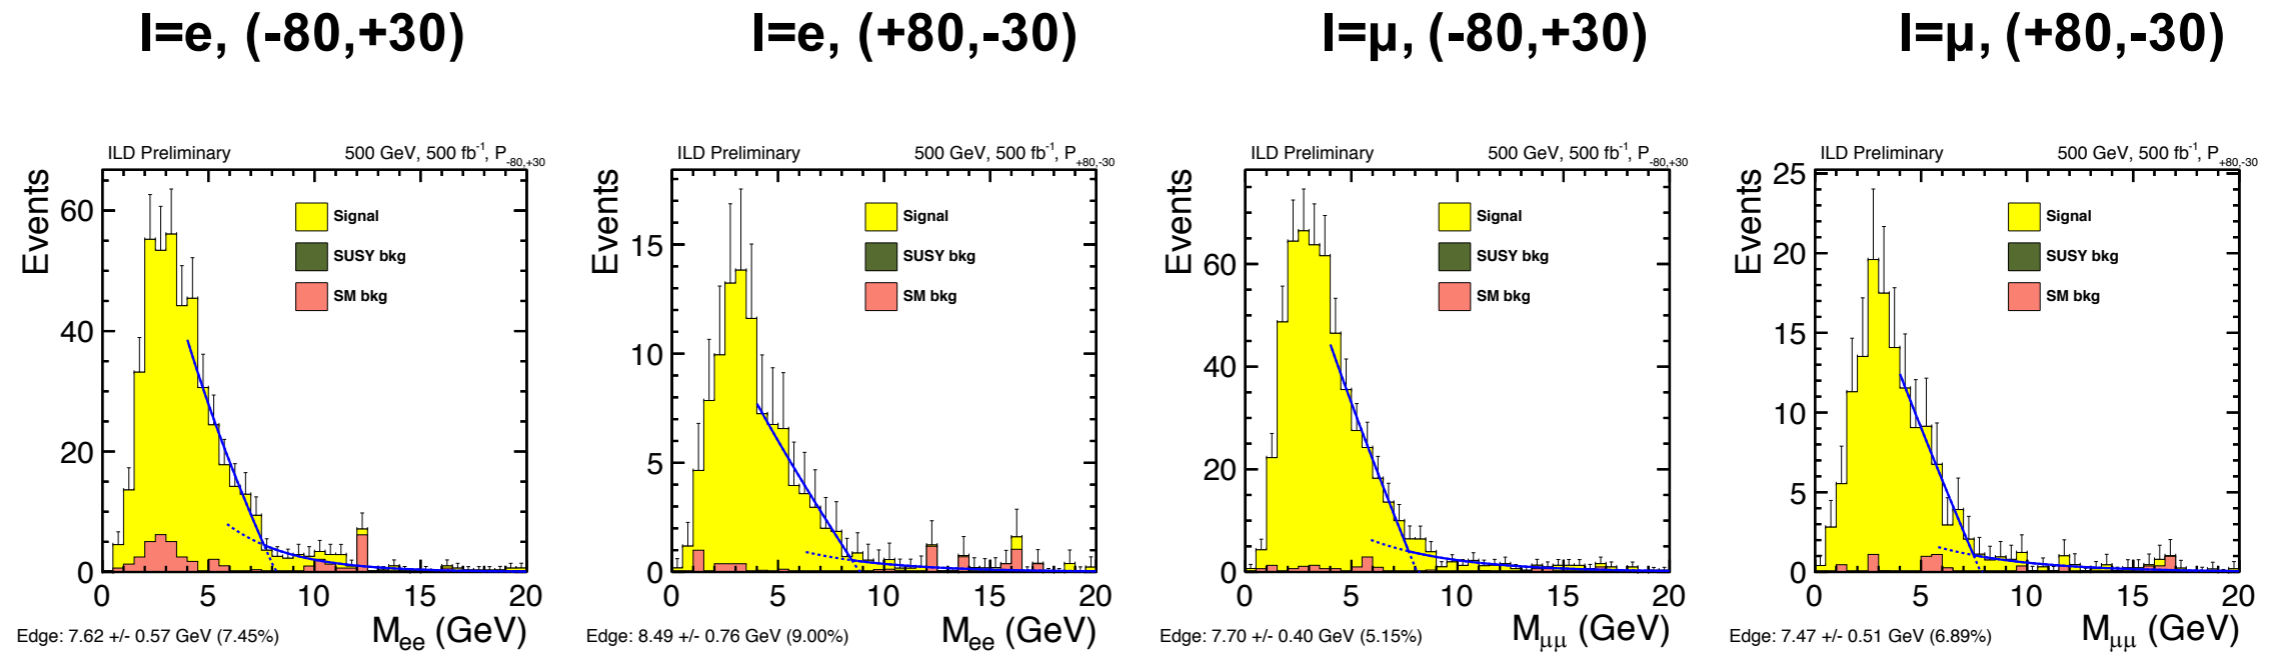 l=e, (-80,+30)
l=e, (+80,-30)
l=μ, (-80,+30)
l=μ, (+80,-30)
ILD Preliminary 500 GeV, 500 fb-1, P-80,+30
Events
60
40
20
0
Signal
SUSY bkg
SM bkg
0 5 10 15 20
Mee (GeV)
Edge: 7.62 +/- 0.57 GeV (7.45%)
ILD Preliminary 500 GeV, 500 fb-1, P+80,-30
Events
15
10
5
0
Signal
SUSY bkg
SM bkg
0 5 10 15 20
Mee (GeV)
Edge: 8.49 +/- 0.76 GeV (9.00%)
ILD Preliminary 500 GeV, 500 fb-1, P-80,+30
Events
60
40
20
0
Signal
SUSY bkg
SM bkg
0 5 10 15 20
Mμμ (GeV)
Edge: 7.70 +/- 0.40 GeV (5.15%)
ILD Preliminary 500 GeV, 500 fb-1, P+80,-30
Events
25
20
15
10
5
0
Signal
SUSY bkg
SM bkg
0 5 10 15 20
Mμμ (GeV)
Edge: 7.47 +/- 0.51 GeV (6.89%)